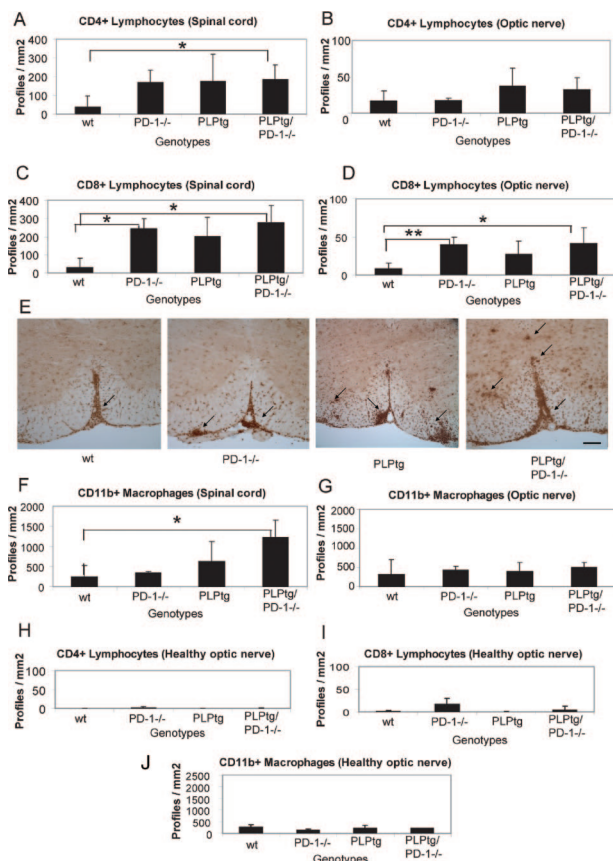 A
CD4+ Lymphocytes (Spinal cord)
Profiles / mm2
400
300
200
100
0
*
wt
PD-1-/-
PLPtg
PLPtg/
PD-1-/-
Genotypes
B
CD4+ Lymphocytes (Optic nerve)
Profiles / mm2
100
50
0
wt
PD-1-/-
PLPtg
PLPtg/
PD-1-/-
Genotypes
C
CD8+ Lymphocytes (Spinal cord)
Profiles / mm2
400
300
200
100
0
*
*
wt
PD-1-/-
PLPtg
PLPtg/
PD-1-/-
Genotypes
D
CD8+ Lymphocytes (Optic nerve)
Profiles / mm2
100
50
0
*
**
wt
PD-1-/-
PLPtg
PLPtg/
PD-1-/-
Genotypes
E
wt
PD-1-/-
PLPtg
PLPtg/
PD-1-/-
F
CD11b+ Macrophages (Spinal cord)
Profiles / mm2
2000
1500
1000
500
0
*
wt
PD-1-/-
PLPtg
PLPtg/
PD-1-/-
Genotypes
G
CD11b+ Macrophages (Optic nerve)
Profiles / mm2
2000
1500
1000
500
0
wt
PD-1-/-
PLPtg
PLPtg/
PD-1-/-
Genotypes
H
CD4+ Lymphocytes (Healthy optic nerve)
Profiles / mm2
100
50
0
wt
PD-1-/-
PLPtg
PLPtg/
PD-1-/-
Genotypes
I
CD8+ Lymphocytes (Healthy optic nerve)
Profiles / mm2
100
50
0
wt
PD-1-/-
PLPtg
PLPtg/
PD-1-/-
Genotypes
J
CD11b+ Macrophages (Healthy optic nerve)
Profiles / mm2
2500
2000
1500
1000
500
0
wt
PD-1-/-
PLPtg
PLPtg/
PD-1-/-
Genotypes